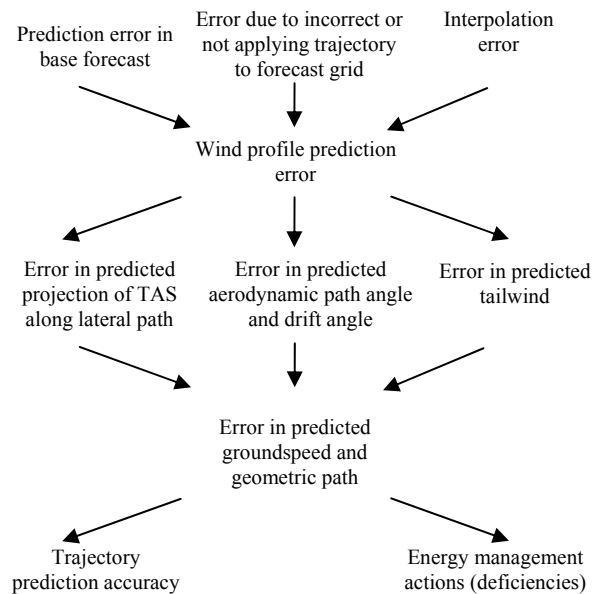 Prediction error in
base forecast
Error due to incorrect or
not applying trajectory
to forecast grid
Interpolation
error
Wind profile prediction
error
Error in predicted
projection of TAS
along lateral path
Error in predicted
aerodynamic path angle
and drift angle
Error in predicted
tailwind
Error in predicted
groundspeed and
geometric path
Trajectory
prediction accuracy
Energy management
actions (deficiencies)